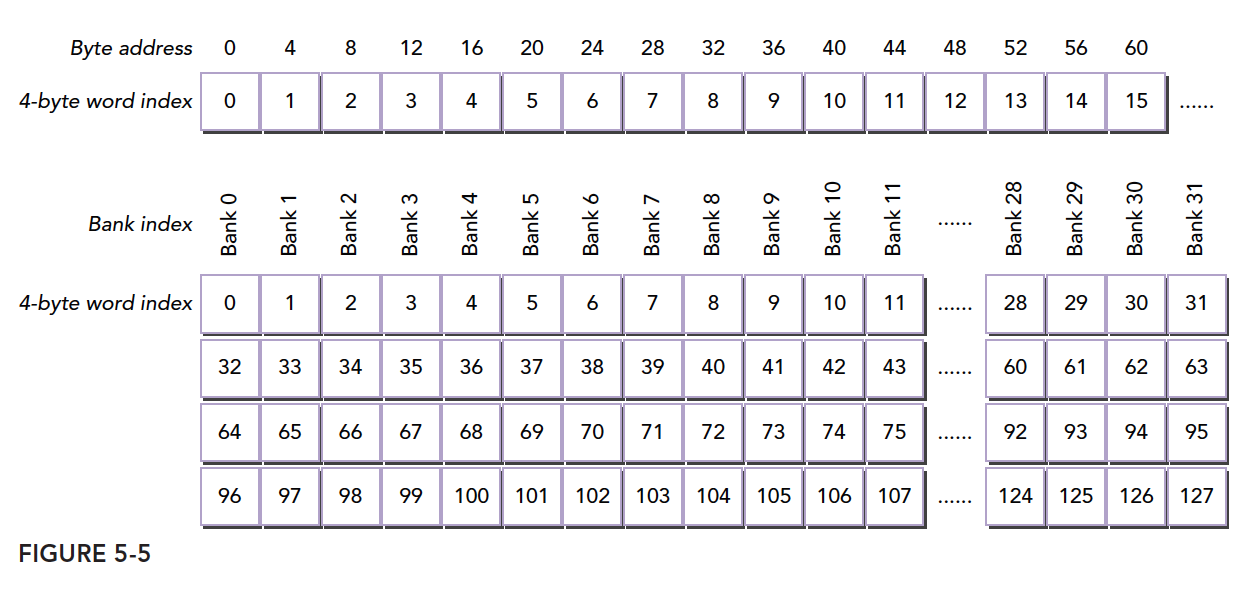 Byte address 0 4 8 12 16 20 24 28 32 36 40 44 48 52 56 60
4-byte word index 0 1 2 3 4 5 6 7 8 9 10 11 12 13 14 15 ......
Bank index Bank 0 Bank 1 Bank 2 Bank 3 Bank 4 Bank 5 Bank 6 Bank 7 Bank 8 Bank 9 Bank 10 Bank 11 ...... Bank 28 Bank 29 Bank 30 Bank 31
4-byte word index 0 1 2 3 4 5 6 7 8 9 10 11 ...... 28 29 30 31
32 33 34 35 36 37 38 39 40 41 42 43 ...... 60 61 62 63
64 65 66 67 68 69 70 71 72 73 74 75 ...... 92 93 94 95
96 97 98 99 100 101 102 103 104 105 106 107 ...... 124 125 126 127
FIGURE 5-5